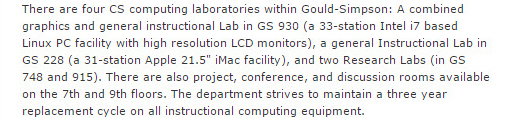 There are four CS computing laboratories within Gould-Simpson: A combined
graphics and general instructional Lab in GS 930 (a 33-station Intel i7 based
Linux PC facility with high resolution LCD monitors), a general Instructional Lab in
GS 228 (a 31-station Apple 21.5" iMac facility), and two Research Labs (in GS
748 and 915). There are also project, conference, and discussion rooms available
on the 7th and 9th floors. The department strives to maintain a three year
replacement cycle on all instructional computing equipment.